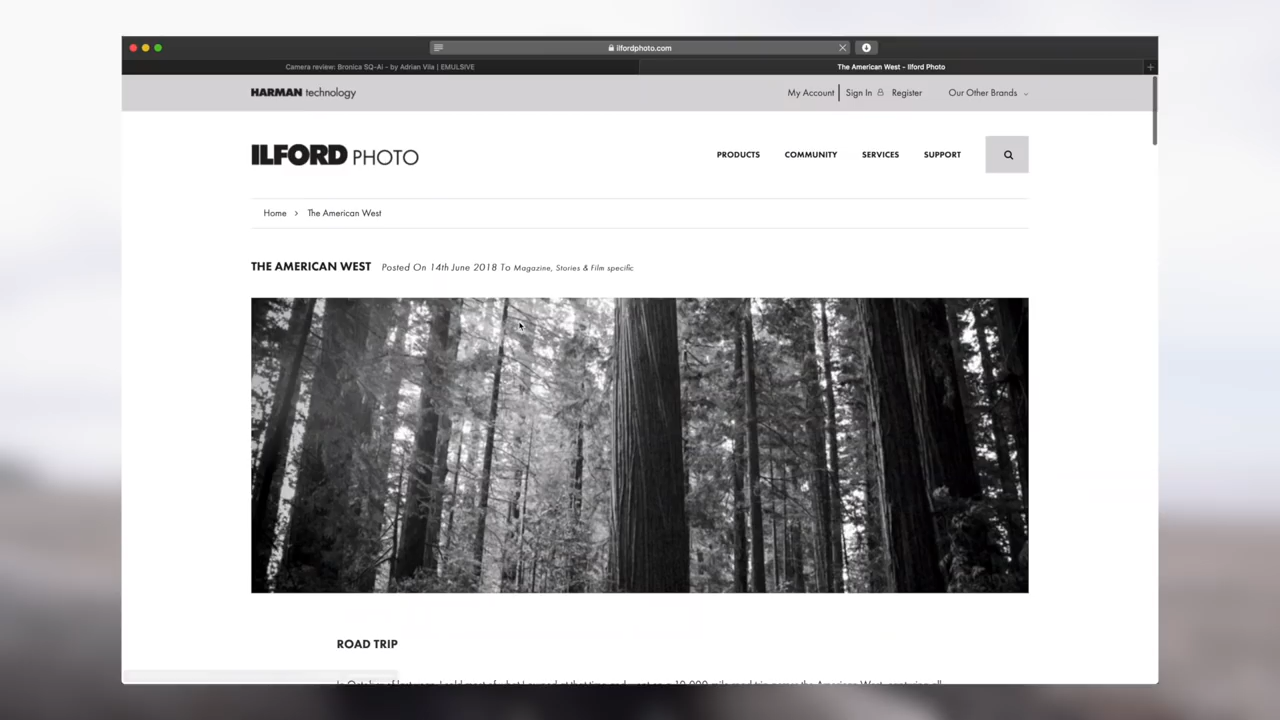 ilfordphoto.com
Camera review: Bronica SQ-Ai - by Adrian Vila | EMULSIVE
The American West - Ilford Photo
HARMAN technology
My Account
Sign In
Register
Our Other Brands
ILFORD PHOTO
PRODUCTS
COMMUNITY
SERVICES
SUPPORT
Home > The American West
THE AMERICAN WEST Posted On 14th June 2018 To Magazine, Stories & Film specific
ROAD TRIP